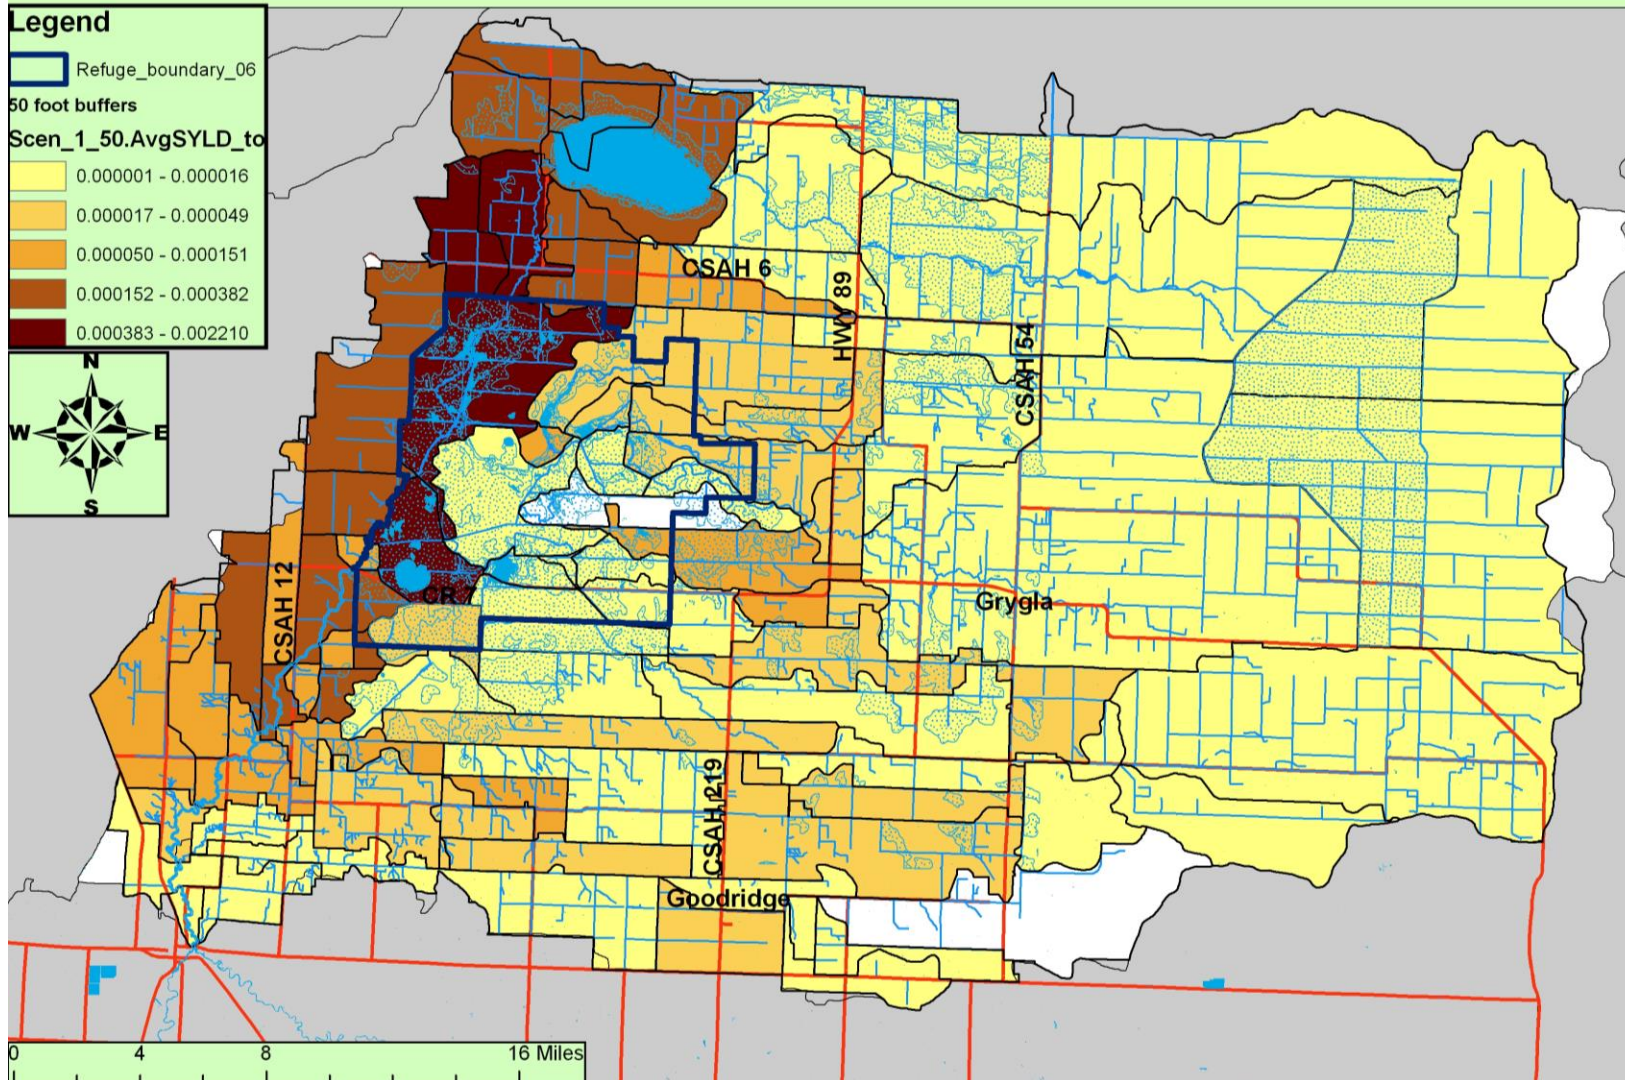 Legend
Refuge_boundary_06
50 foot buffers
Scen_1_50.AvgSYLD_to
0.000001 - 0.000016
0.000017 - 0.000049
0.000050 - 0.000151
0.000152 - 0.000382
0.000383 - 0.002210
N
W
E
S
CSAH 6
HWY 89
CSAH 54
CSAH 12
CR
Grygla
CSAH 219
Goodridge
0
4
8
16 Miles